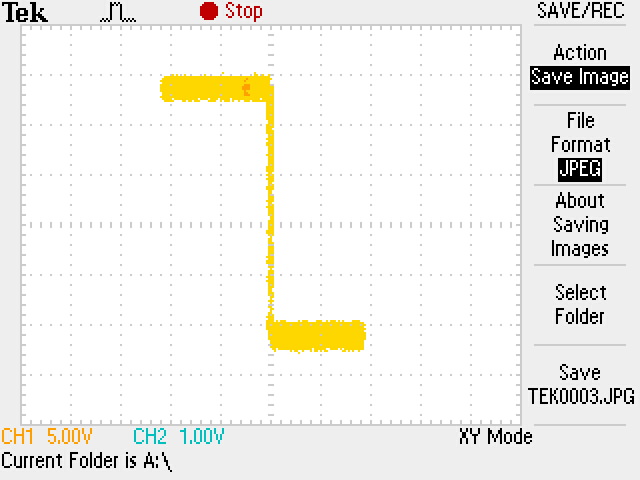 Tek Stop SAVE/REC
Action
Save Image
File
Format
JPEG
About
Saving
Images
Select
Folder
Save
TEK0003.JPG
CH1 5.00V CH2 1.00V XY Mode
Current Folder is A:\